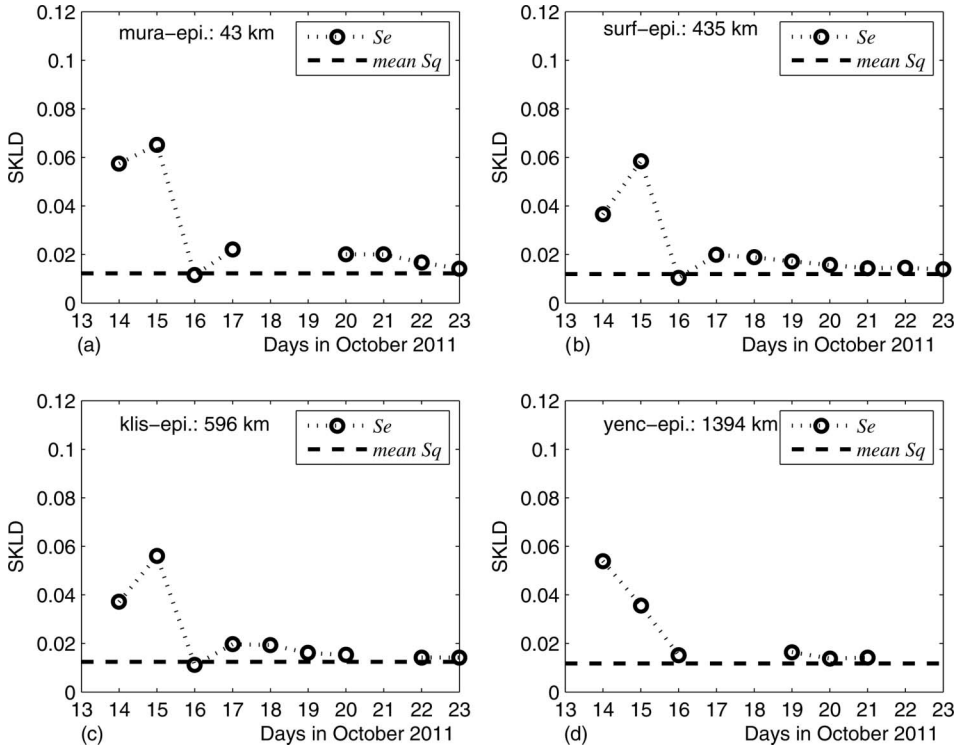 0.12
0.1
0.08
0.06
0.04
0.02
0
SKLD
mura-epi.: 43 km
Se
mean Sq
13 14 15 16 17 18 19 20 21 22 23
(a) Days in October 2011
0.12
0.1
0.08
0.06
0.04
0.02
0
SKLD
surf-epi.: 435 km
Se
mean Sq
13 14 15 16 17 18 19 20 21 22 23
(b) Days in October 2011
0.12
0.1
0.08
0.06
0.04
0.02
0
SKLD
klis-epi.: 596 km
Se
mean Sq
13 14 15 16 17 18 19 20 21 22 23
(c) Days in October 2011
0.12
0.1
0.08
0.06
0.04
0.02
0
SKLD
yenc-epi.: 1394 km
Se
mean Sq
13 14 15 16 17 18 19 20 21 22 23
(d) Days in October 2011